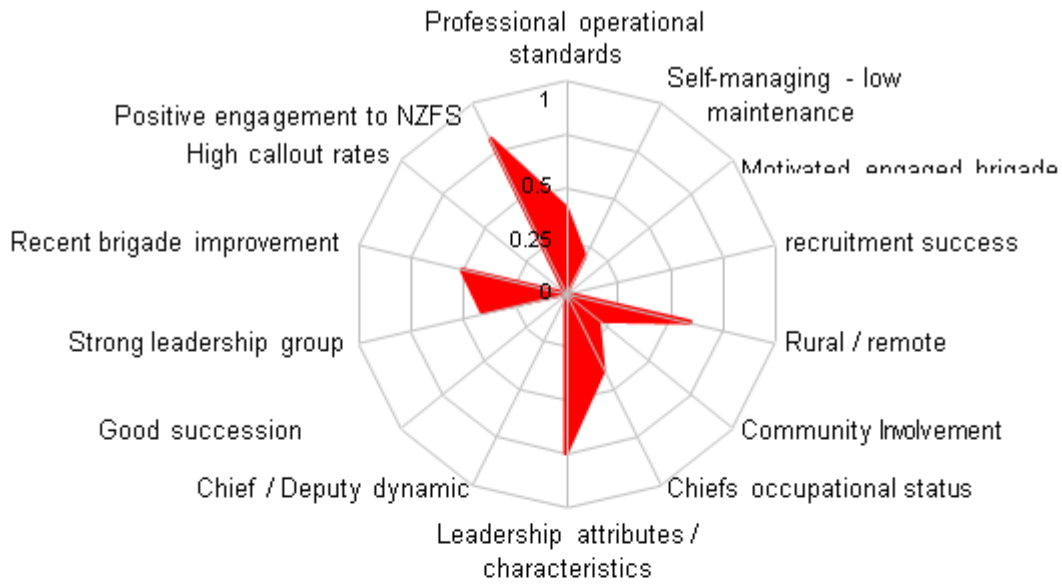 Professional operational
standards
Self-managing - low
maintenance
Positive engagement to NZFS
1
High callout rates
Motivated engaged brigade
0.5
Recent brigade improvement
0.25
recruitment success
0
Strong leadership group
Rural / remote
Good succession
Community Involvement
Chief / Deputy dynamic
Chiefs occupational status
Leadership attributes /
characteristics